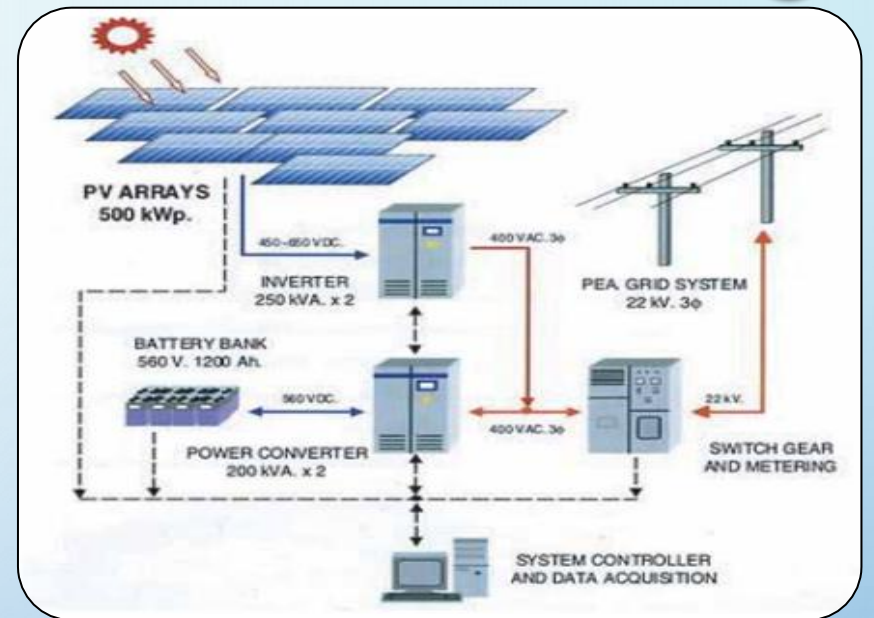 PV ARRAYS
500 kWp.
450~650 VDC.
400 VAC. 3ϕ
INVERTER
250 kVA. x 2
PEA. GRID SYSTEM
22 kV. 3ϕ
BATTERY BANK
560 V. 1200 Ah.
560 VDC.
POWER CONVERTER
200 kVA. x 2
400 VAC. 3ϕ
22 kV.
SWITCH GEAR
AND METERING
SYSTEM CONTROLLER
AND DATA ACQUISITION